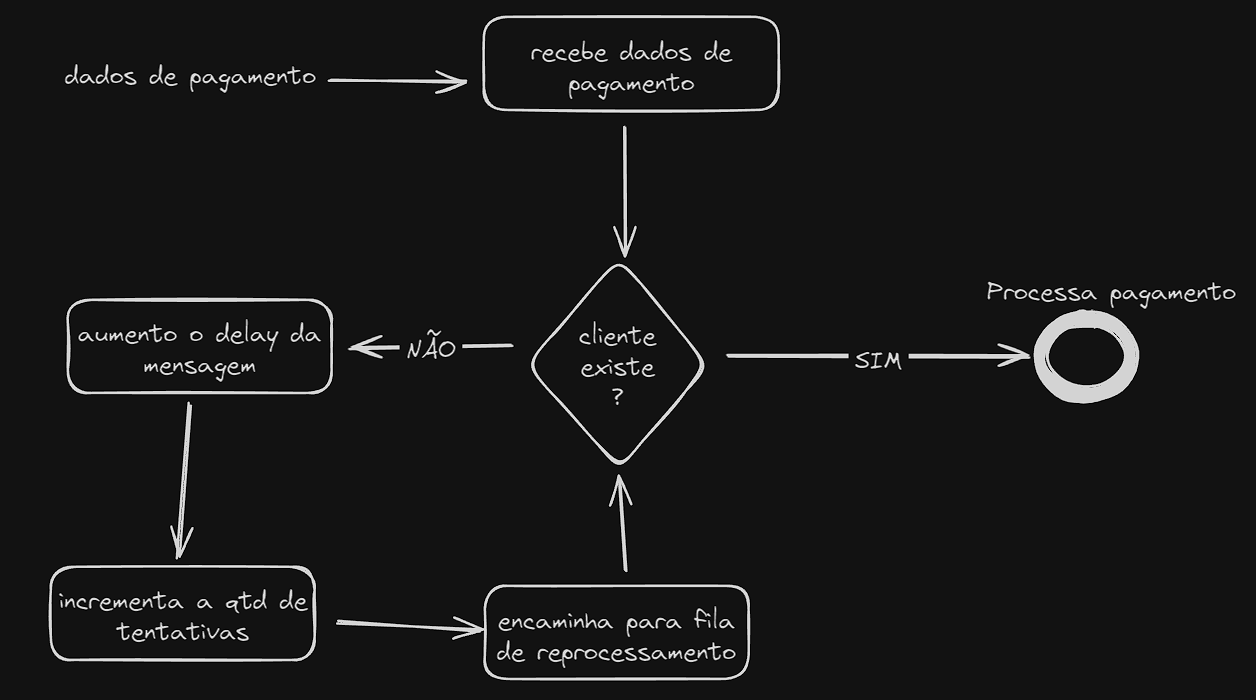 recebe dados de
pagamento
dados de pagamento
Processa pagamento
cliente
existe
?
aumento o delay da
mensagem
NÃO
SIM
incrementa a qtd de
tentativas
encaminha para fila
de reprocessamento